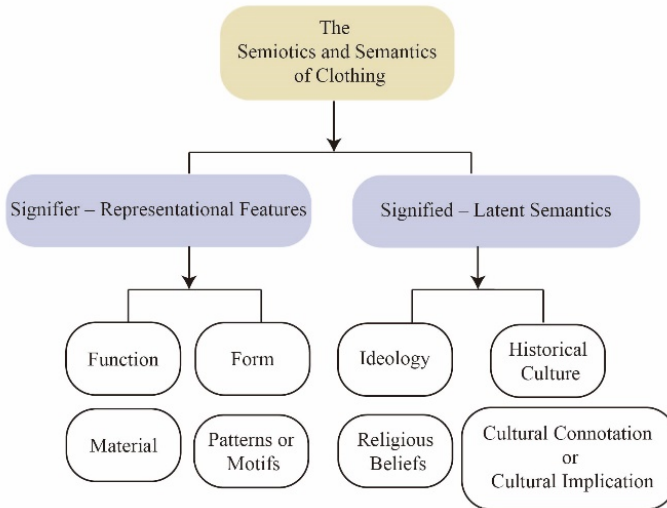 The
Semiotics and Semantics
of Clothing
Signifier – Representational Features
Signified – Latent Semantics
Function
Form
Ideology
Historical
Culture
Material
Patterns or
Motifs
Religious
Beliefs
Cultural Connotation
or
Cultural Implication